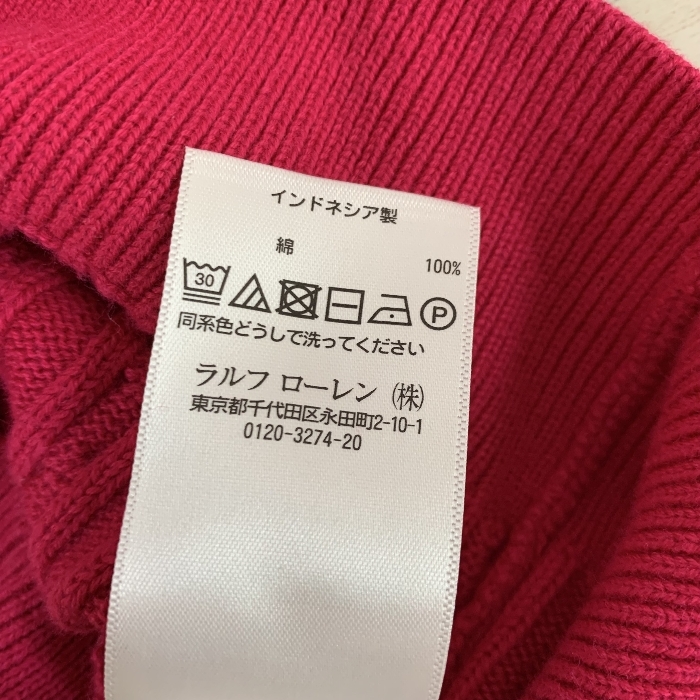 インドネシア製
綿 100%
30 P
同系色どうしで洗ってください
ラルフ ローレン (株)
東京都千代田区永田町2-10-1
0120-3274-20